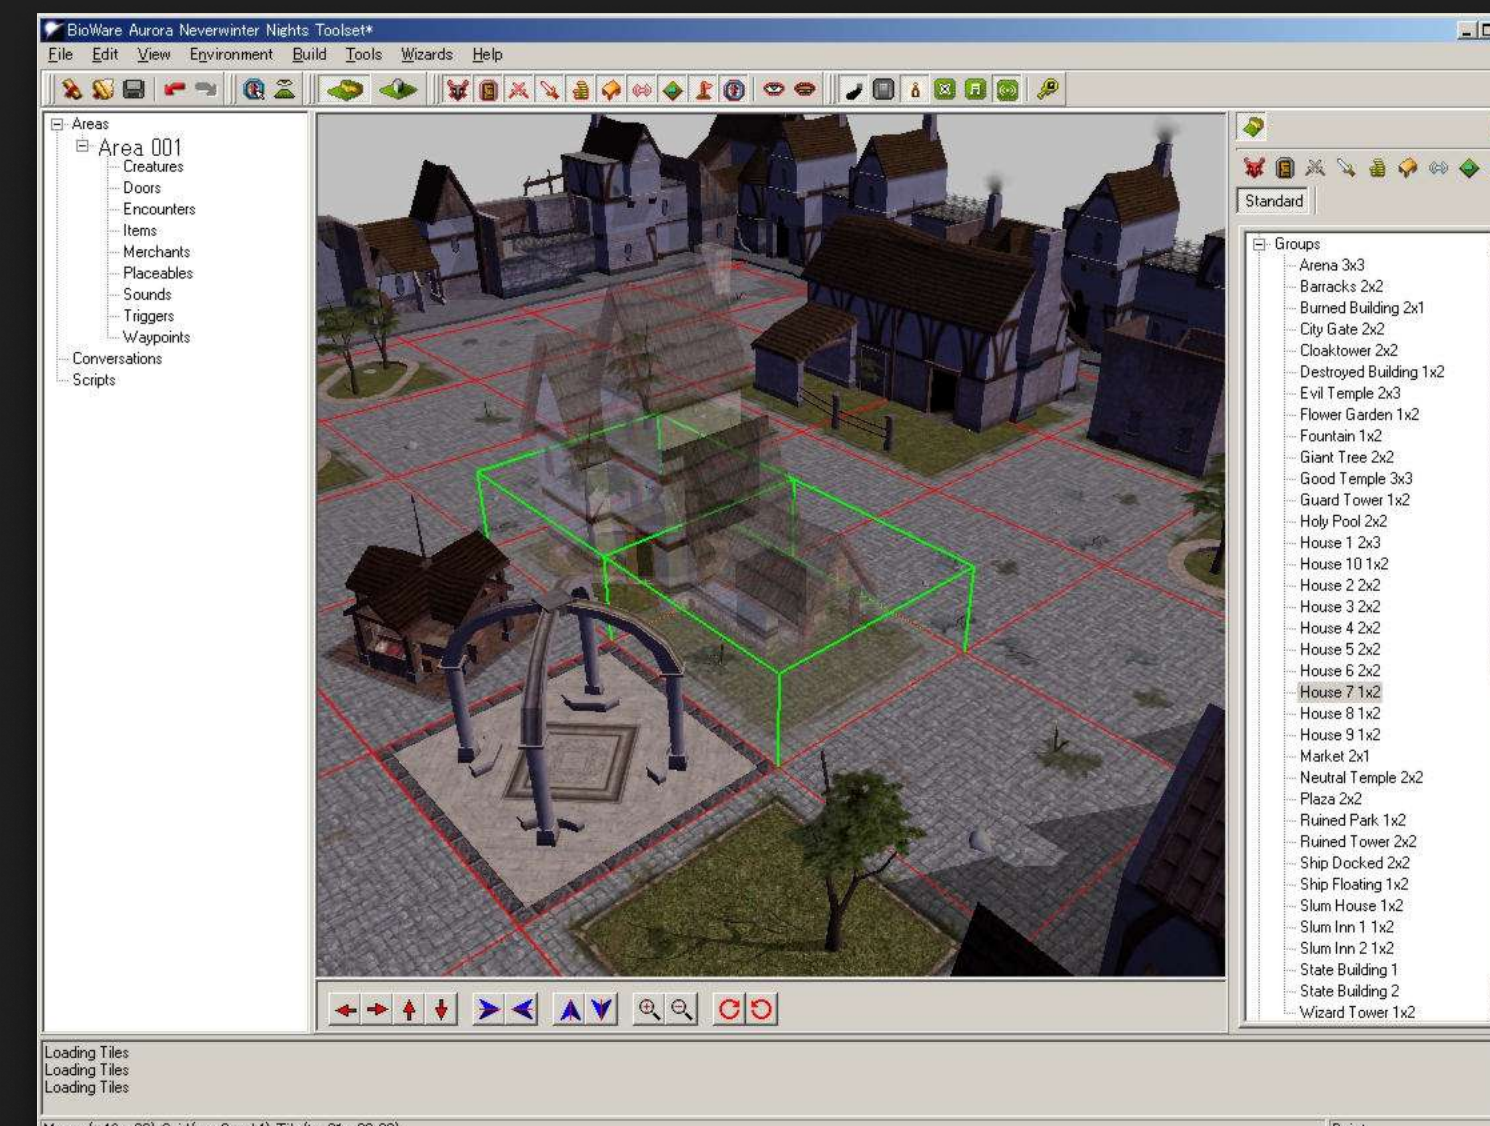 BioWare Aurora Neverwinter Nights Toolset*
File Edit View Environment Build Tools Wizards Help
Areas
Area 001
Creatures
Doors
Encounters
Items
Merchants
Placeables
Sounds
Triggers
Waypoints
Conversations
Scripts
Standard
Groups
Arena 3x3
Barracks 2x2
Burned Building 2x1
City Gate 2x2
Cloaktower 2x2
Destroyed Building 1x2
Evil Temple 2x3
Flower Garden 1x2
Fountain 1x2
Giant Tree 2x2
Good Temple 3x3
Guard Tower 1x2
Holy Pool 2x2
House 1 2x3
House 10 1x2
House 2 2x2
House 3 2x2
House 4 2x2
House 5 2x2
House 6 2x2
House 7 1x2
House 8 1x2
House 9 1x2
Market 2x1
Neutral Temple 2x2
Plaza 2x2
Ruined Park 1x2
Ruined Tower 2x2
Ship Docked 2x2
Ship Floating 1x2
Slum House 1x2
Slum Inn 1 1x2
Slum Inn 2 1x2
State Building 1
State Building 2
Wizard Tower 1x2
Loading Tiles
Loading Tiles
Loading Tiles